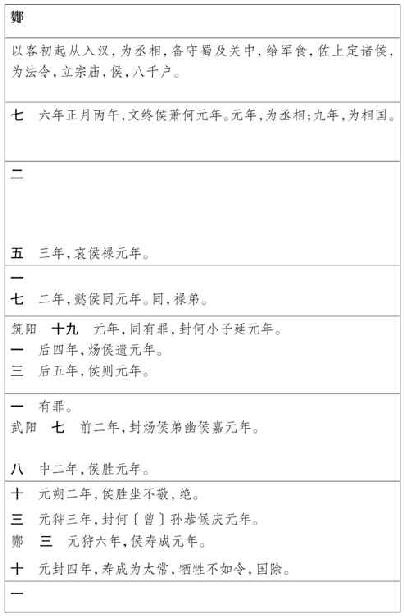 酂
以客初起从入汉，为丞相，备守蜀及关中，给军食，佐上定诸侯，
为法令，立宗庙，侯，八千户。
七　六年正月丙午，文终侯萧何元年。元年，为丞相；九年，为相国。
二
五　三年，哀侯禄元年。
一
七　二年，懿侯同元年。同，禄弟。
筑阳　十九　元年，同有罪，封何小子延元年。
一　后四年，炀侯遗元年。
三　后五年，侯则元年。
一　有罪。
武阳　七　前二年，封炀侯弟幽侯嘉元年。
八　中二年，侯胜元年。
十　元朔二年，侯胜坐不敬，绝。
三　元狩三年，封何〔曾〕孙恭侯庆元年。
酂　三　元狩六年，侯寿成元年。
十　元封四年，寿成为太常，牺牲不如令，国除。
一